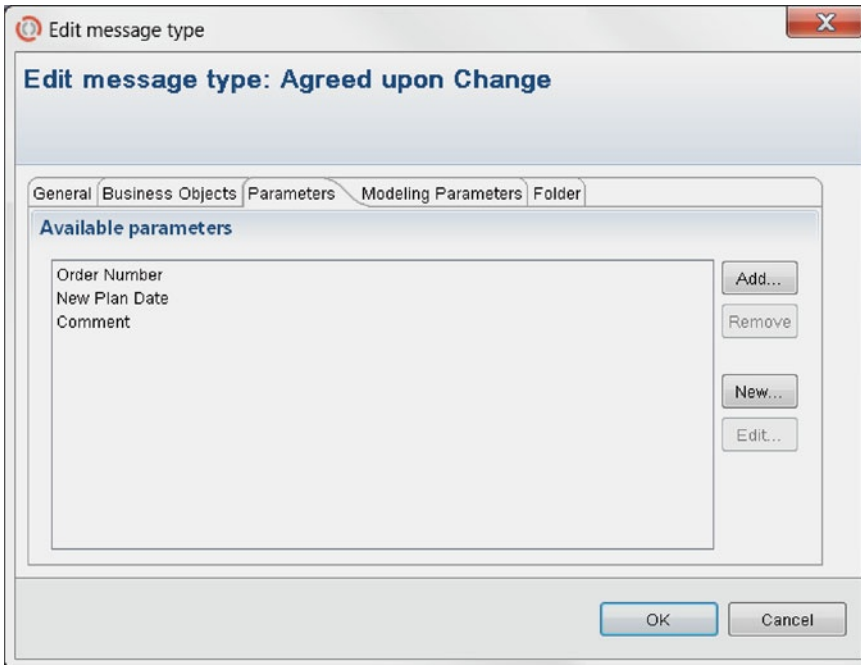 Edit message type
Edit message type: Agreed upon Change
General Business Objects Parameters Modeling Parameters Folder
Available parameters
Order Number
New Plan Date
Comment
Add...
Remove
New...
Edit...
OK Cancel